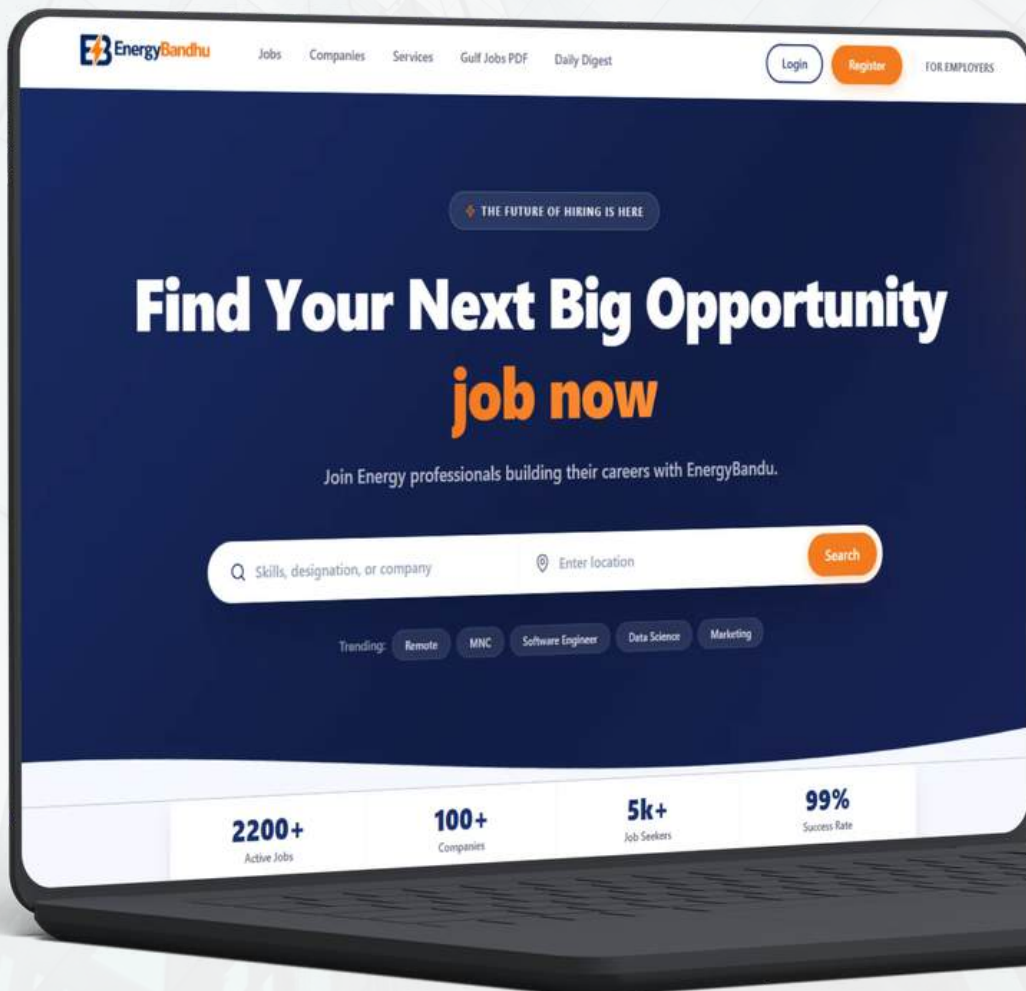 EB EnergyBandhu
Jobs Companies Services Gulf Jobs PDF Daily Digest Login Register FOR EMPLOYERS
THE FUTURE OF HIRING IS HERE
Find Your Next Big Opportunity
job now
Join Energy professionals building their careers with EnergyBandu.
Skills, designation, or company Enter location Search
Trending: Remote MNC Software Engineer Data Science Marketing
2200+ 100+ 5k+ 99%
Active Jobs Companies Job Seekers Success Rate